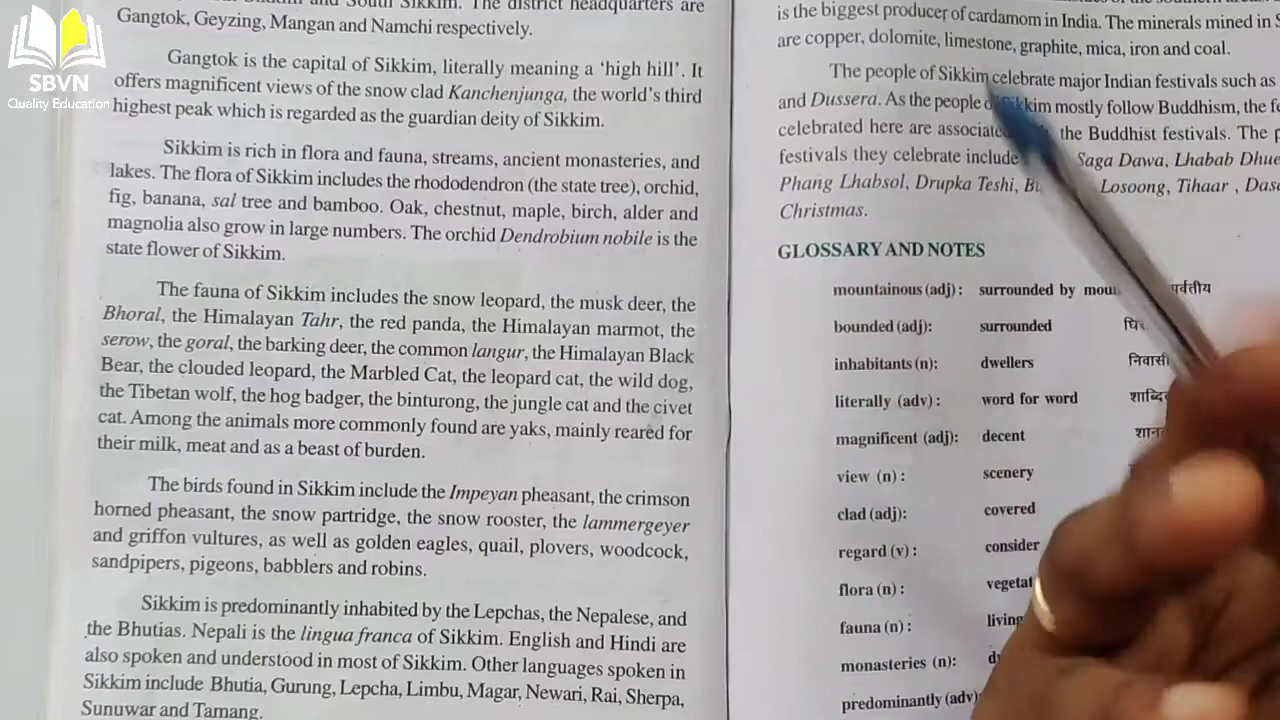 SBVN
Quality Education
Sikkim and South Sikkim. The district headquarters are
Gangtok, Geyzing, Mangan and Namchi respectively.
Gangtok is the capital of Sikkim, literally meaning a ‘high hill’. It
offers magnificent views of the snow clad Kanchenjunga, the world’s third
highest peak which is regarded as the guardian deity of Sikkim.
Sikkim is rich in flora and fauna, streams, ancient monasteries, and
lakes. The flora of Sikkim includes the rhododendron (the state tree), orchid,
fig, banana, sal tree and bamboo. Oak, chestnut, maple, birch, alder and
magnolia also grow in large numbers. The orchid Dendrobium nobile is the
state flower of Sikkim.
The fauna of Sikkim includes the snow leopard, the musk deer, the
Bhoral, the Himalayan Tahr, the red panda, the Himalayan marmot, the
serow, the goral, the barking deer, the common langur, the Himalayan Black
Bear, the clouded leopard, the Marbled Cat, the leopard cat, the wild dog,
the Tibetan wolf, the hog badger, the binturong, the jungle cat and the civet
cat. Among the animals more commonly found are yaks, mainly reared for
their milk, meat and as a beast of burden.
The birds found in Sikkim include the Impeyan pheasant, the crimson
horned pheasant, the snow partridge, the snow rooster, the lammergeyer
and griffon vultures, as well as golden eagles, quail, plovers, woodcock,
sandpipers, pigeons, babblers and robins.
Sikkim is predominantly inhabited by the Lepchas, the Nepalese, and
the Bhutias. Nepali is the lingua franca of Sikkim. English and Hindi are
also spoken and understood in most of Sikkim. Other languages spoken in
Sikkim include Bhutia, Gurung, Lepcha, Limbu, Magar, Newari, Rai, Sherpa,
Sunuwar and Tamang.
is the biggest producer of cardamom in India. The minerals mined in
are copper, dolomite, limestone, graphite, mica, iron and coal.
The people of Sikkim celebrate major Indian festivals such as
and Dussera. As the people Sikkim mostly follow Buddhism, the
celebrated here are the Buddhist festivals. The
festivals they celebrate include Saga Dawa, Lhabab
Phang Lhabsol, Drupka Teshi, Losoong, Tihaar ,
Christmas.
GLOSSARY AND NOTES
mountainous (adj) : surrounded by
bounded (adj): surrounded
inhabitants (n): dwellers निवासी
literally (adv) : word for word
magnificent (adj): decent
view (n) : scenery
clad (adj): covered
regard (v) : consider
flora (n) :
fauna (n) : living
monasteries (n):
predominantly (adv)